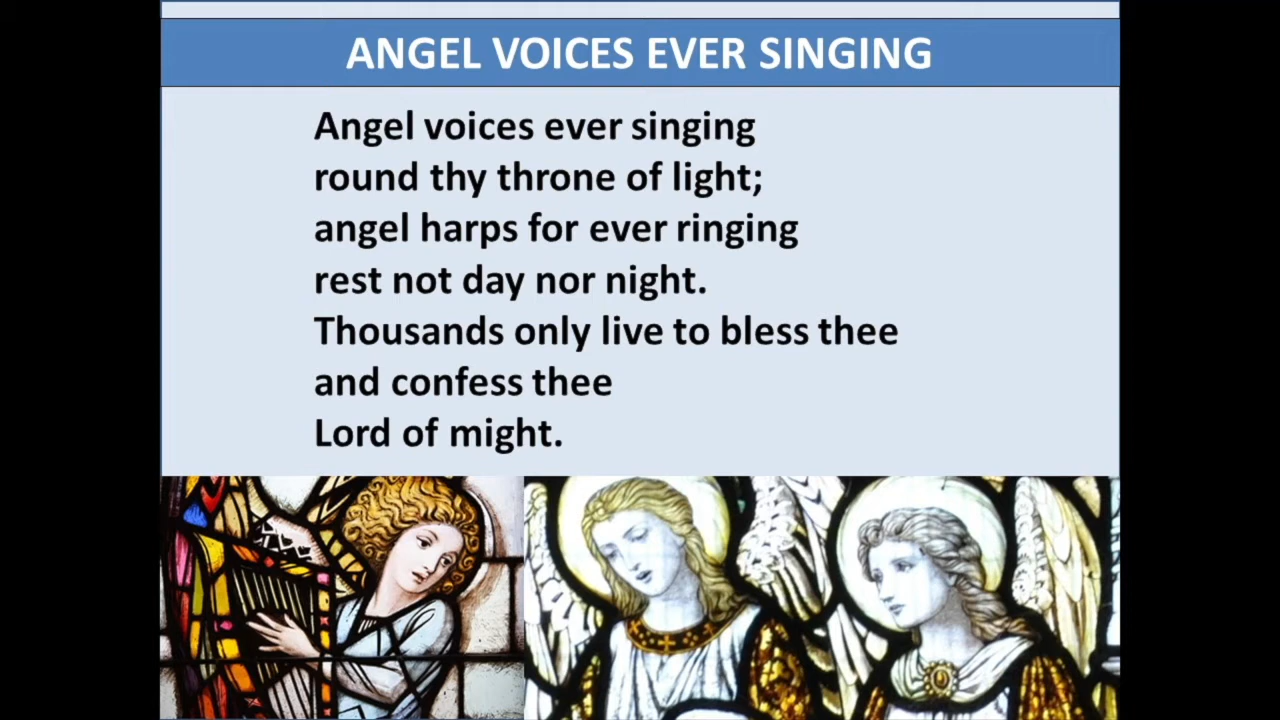 ANGEL VOICES EVER SINGING
Angel voices ever singing
round thy throne of light;
angel harps for ever ringing
rest not day nor night.
Thousands only live to bless thee
and confess thee
Lord of might.